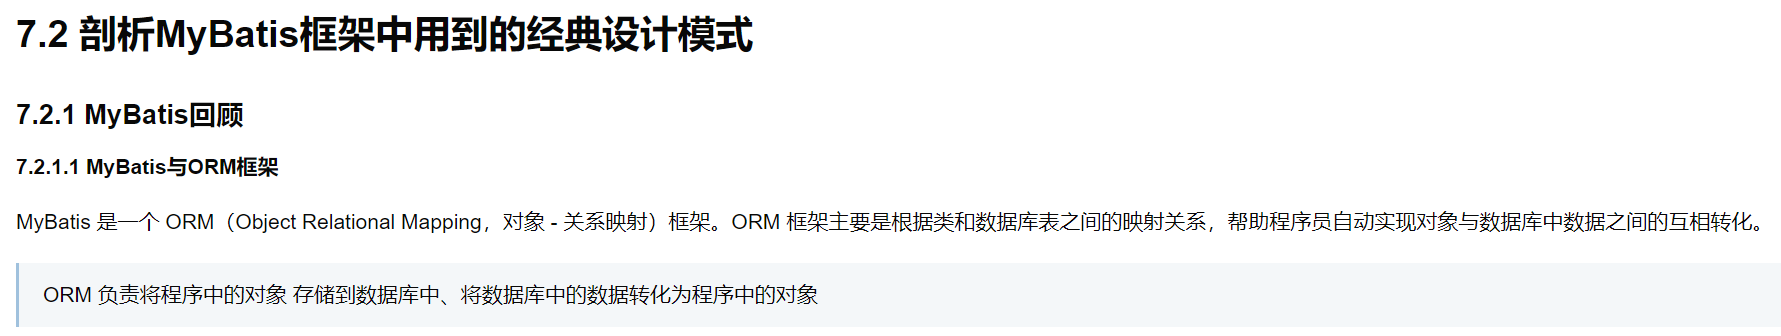 7.2 剖析MyBatis框架中用到的经典设计模式
7.2.1 MyBatis回顾
7.2.1.1 MyBatis与ORM框架
MyBatis 是一个 ORM（Object Relational Mapping，对象 - 关系映射）框架。ORM 框架主要是根据类和数据库表之间的映射关系，帮助程序员自动实现对象与数据库中数据之间的互相转化。
ORM 负责将程序中的对象 存储到数据库中、将数据库中的数据转化为程序中的对象